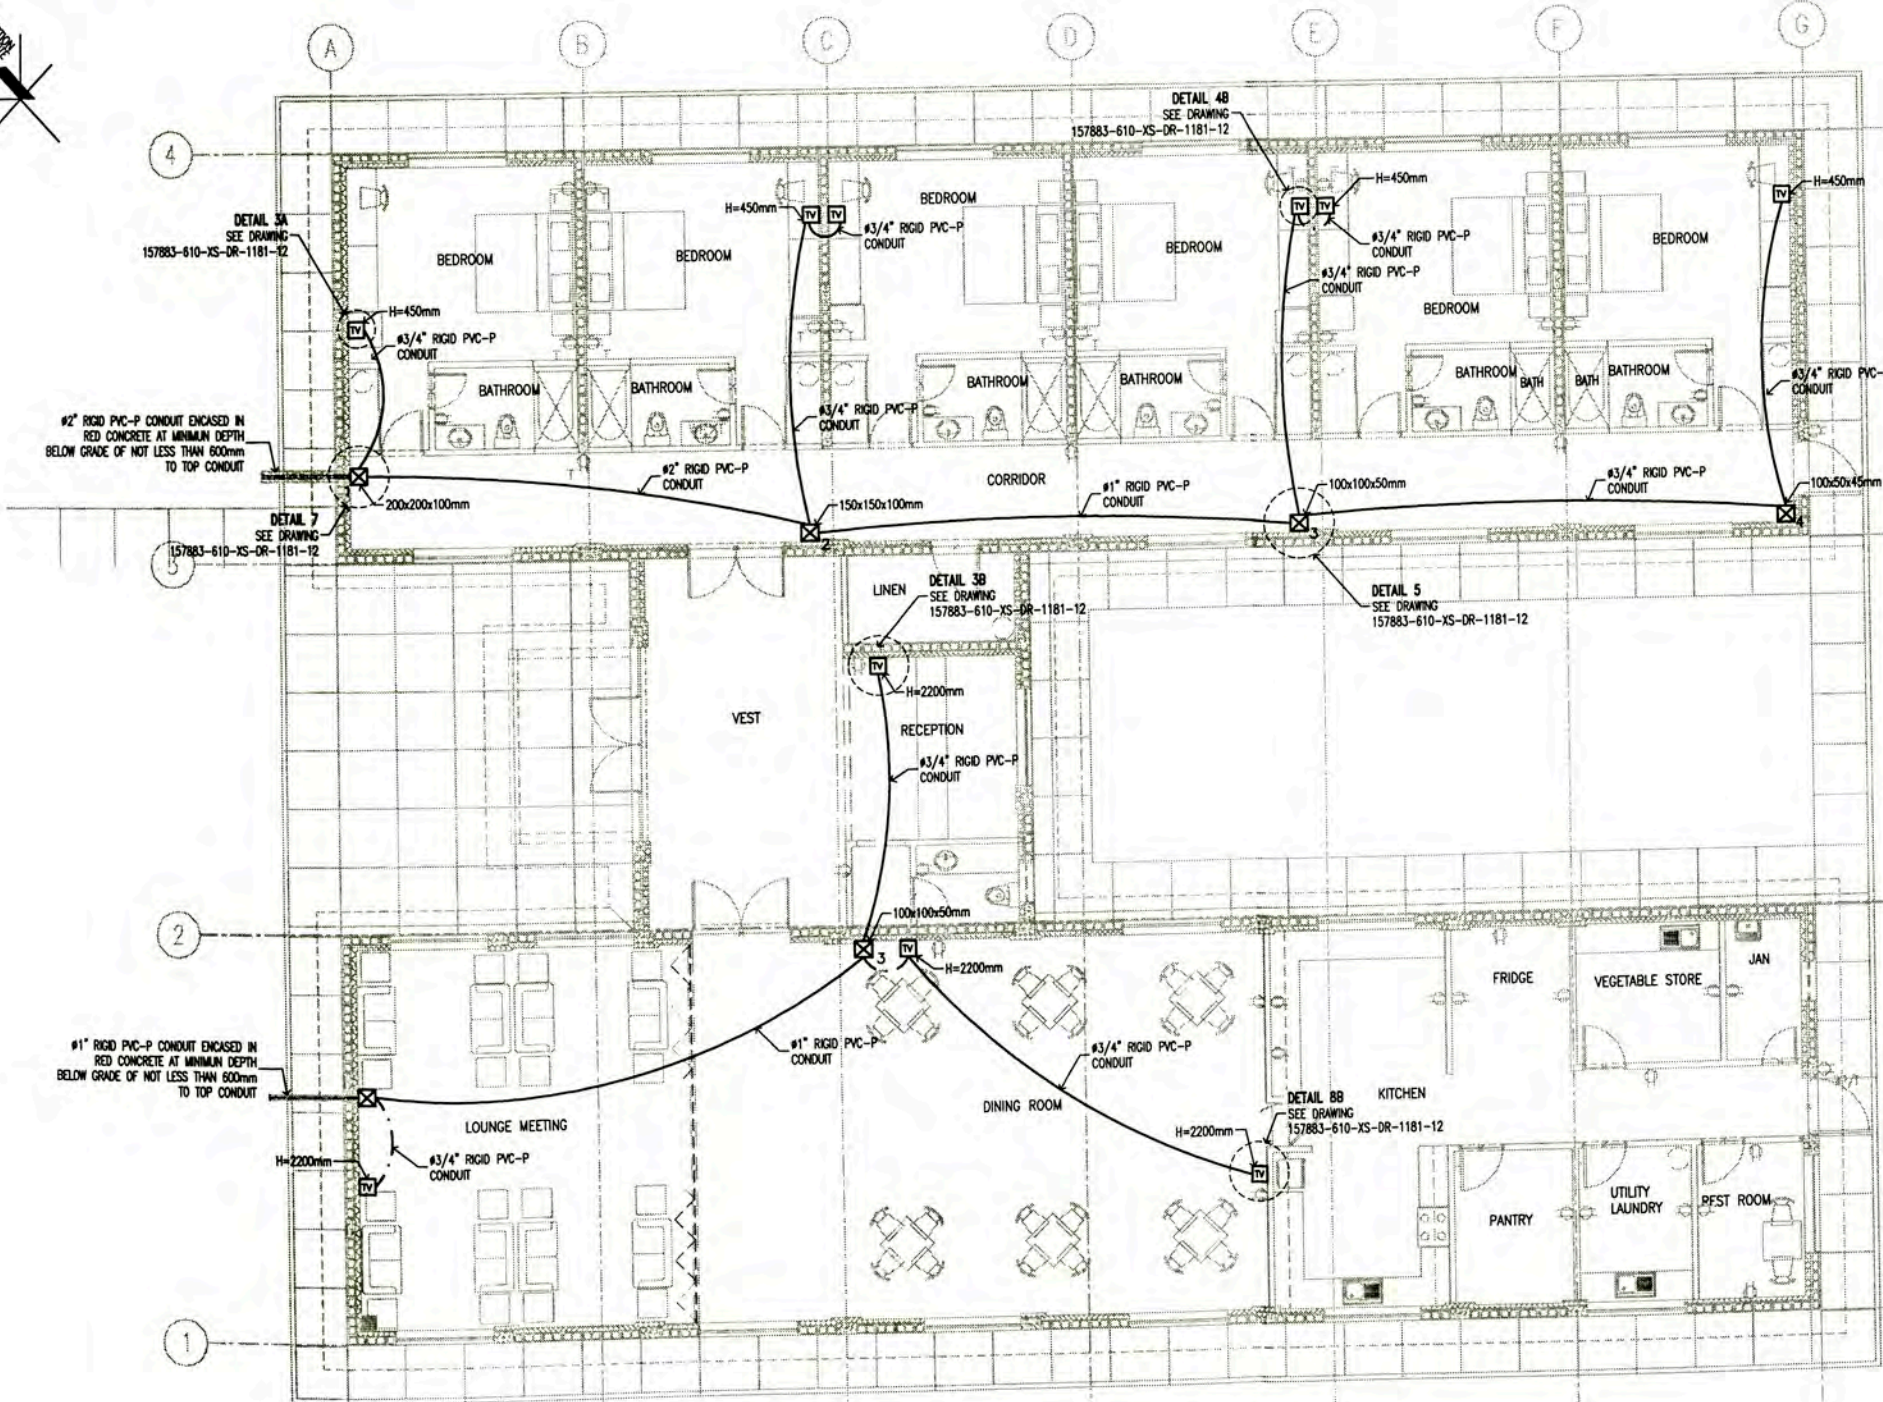 A
B
C
D
E
F
G
4
DETAIL 4B
SEE DRAWING
157883-610-XS-DR-1181-12
DETAIL 3A
SEE DRAWING
157883-610-XS-DR-1181-12
BEDROOM
BEDROOM
BEDROOM
BEDROOM
BEDROOM
BEDROOM
H=450mm
TV
TV
ø3/4" RIGID PVC-P
CONDUIT
TV
TV
H=450mm
ø3/4" RIGID PVC-P
CONDUIT
ø3/4" RIGID PVC-P
CONDUIT
TV
H=450mm
TV
H=450mm
ø3/4" RIGID PVC-P
CONDUIT
BATHROOM
BATHROOM
BATHROOM
BATHROOM
BATHROOM
BATH
BATH
BATHROOM
ø3/4" RIGID PVC-
CONDUIT
ø3/4" RIGID PVC-P
CONDUIT
ø2" RIGID PVC-P CONDUIT ENCASED IN
RED CONCRETE AT MINIMUN DEPTH
BELOW GRADE OF NOT LESS THAN 600mm
TO TOP CONDUIT
200x200x100mm
DETAIL 7
SEE DRAWING
157883-610-XS-DR-1181-12
ø2" RIGID PVC-P
CONDUIT
150x150x100mm
2
CORRIDOR
ø1" RIGID PVC-P
CONDUIT
100x100x50mm
3
ø3/4" RIGID PVC-P
CONDUIT
100x50x45mm
4
3
LINEN
DETAIL 3B
SEE DRAWING
157883-610-XS-DR-1181-12
DETAIL 5
SEE DRAWING
157883-610-XS-DR-1181-12
TV
H=2200mm
VEST
RECEPTION
ø3/4" RIGID PVC-P
CONDUIT
2
100x100x50mm
3
TV
H=2200mm
FRIDGE
VEGETABLE STORE
JAN
ø1" RIGID PVC-P CONDUIT ENCASED IN
RED CONCRETE AT MINIMUN DEPTH
BELOW GRADE OF NOT LESS THAN 600mm
TO TOP CONDUIT
ø1" RIGID PVC-P
CONDUIT
ø3/4" RIGID PVC-P
CONDUIT
LOUNGE MEETING
DINING ROOM
KITCHEN
DETAIL 8B
SEE DRAWING
157883-610-XS-DR-1181-12
H=2200mm
TV
H=2200mm
TV
ø3/4" RIGID PVC-P
CONDUIT
PANTRY
UTILITY
LAUNDRY
REST ROOM
1